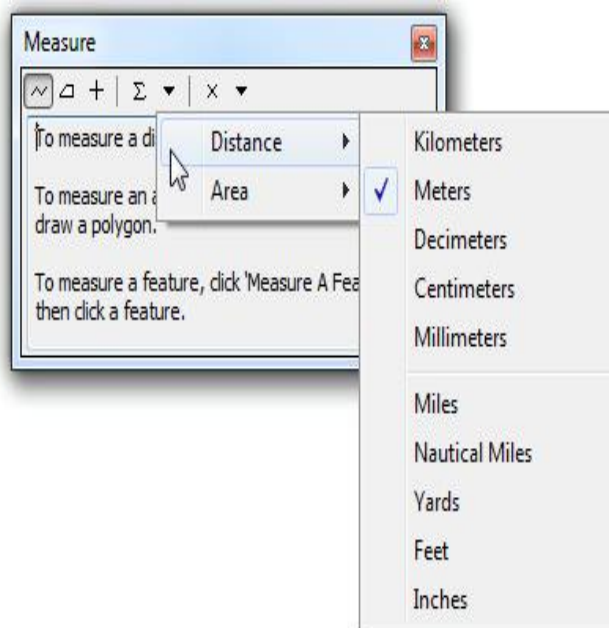 Measure
Σ
To measure a di
Distance
Area
To measure an a
draw a polygon.
To measure a feature, click 'Measure A Fea
then click a feature.
Kilometers
Meters
Decimeters
Centimeters
Millimeters
Miles
Nautical Miles
Yards
Feet
Inches